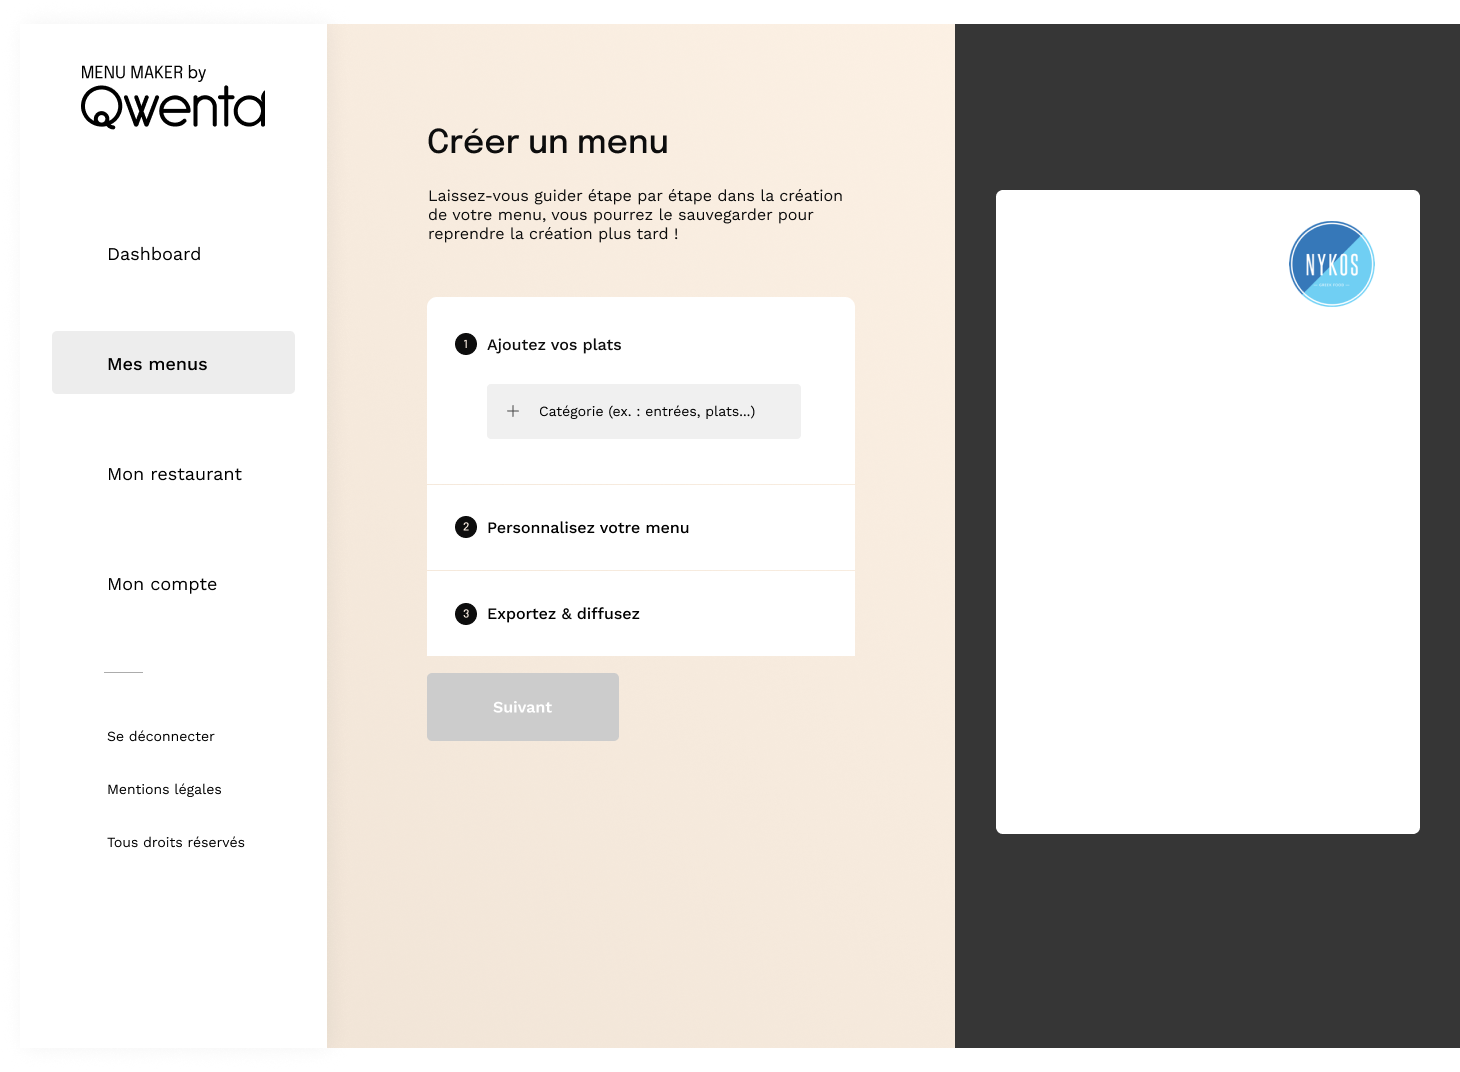 MENU MAKER by
Qwenta
Dashboard
Mes menus
Mon restaurant
Mon compte
Se déconnecter
Mentions légales
Tous droits réservés
Créer un menu
Laissez-vous guider étape par étape dans la création
de votre menu, vous pourrez le sauvegarder pour
reprendre la création plus tard !
1 Ajoutez vos plats
+ Catégorie (ex. : entrées, plats...)
2 Personnalisez votre menu
3 Exportez & diffusez
Suivant
NYKOS